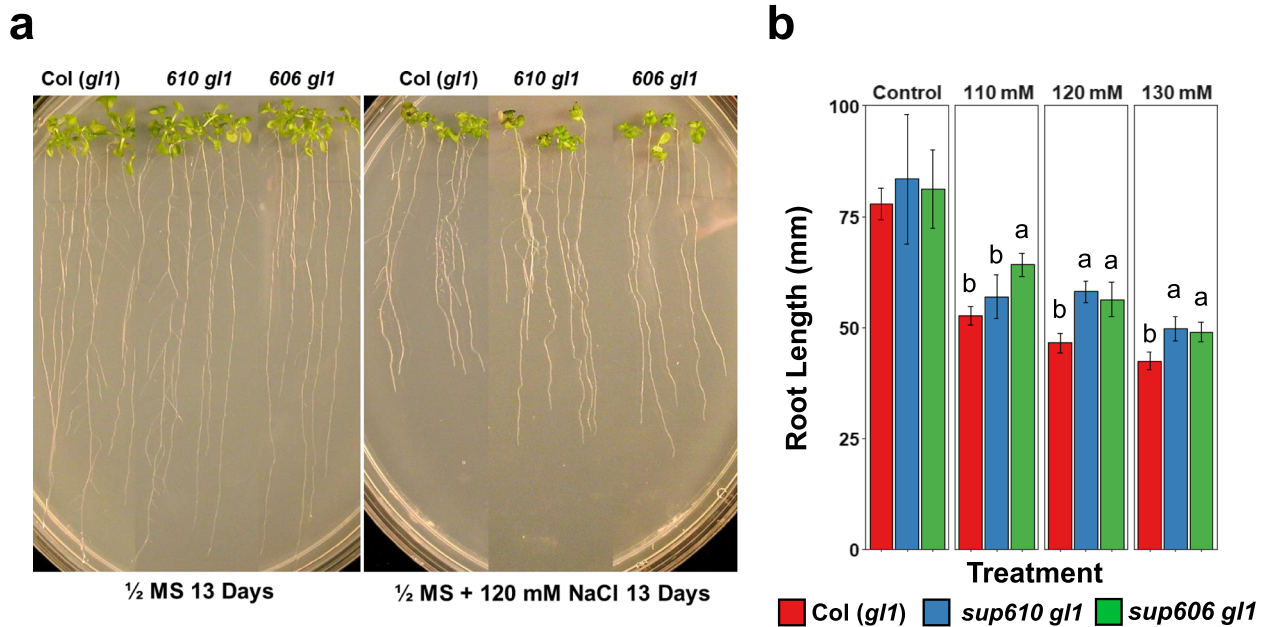 a
Col (gl1) 610 gl1 606 gl1
Col (gl1) 610 gl1 606 gl1
½ MS 13 Days
½ MS + 120 mM NaCl 13 Days
b
Control 110 mM 120 mM 130 mM
Root Length (mm)
100
75
50
25
0
b b a
b a a
b a a
Treatment
Col (gl1) sup610 gl1 sup606 gl1